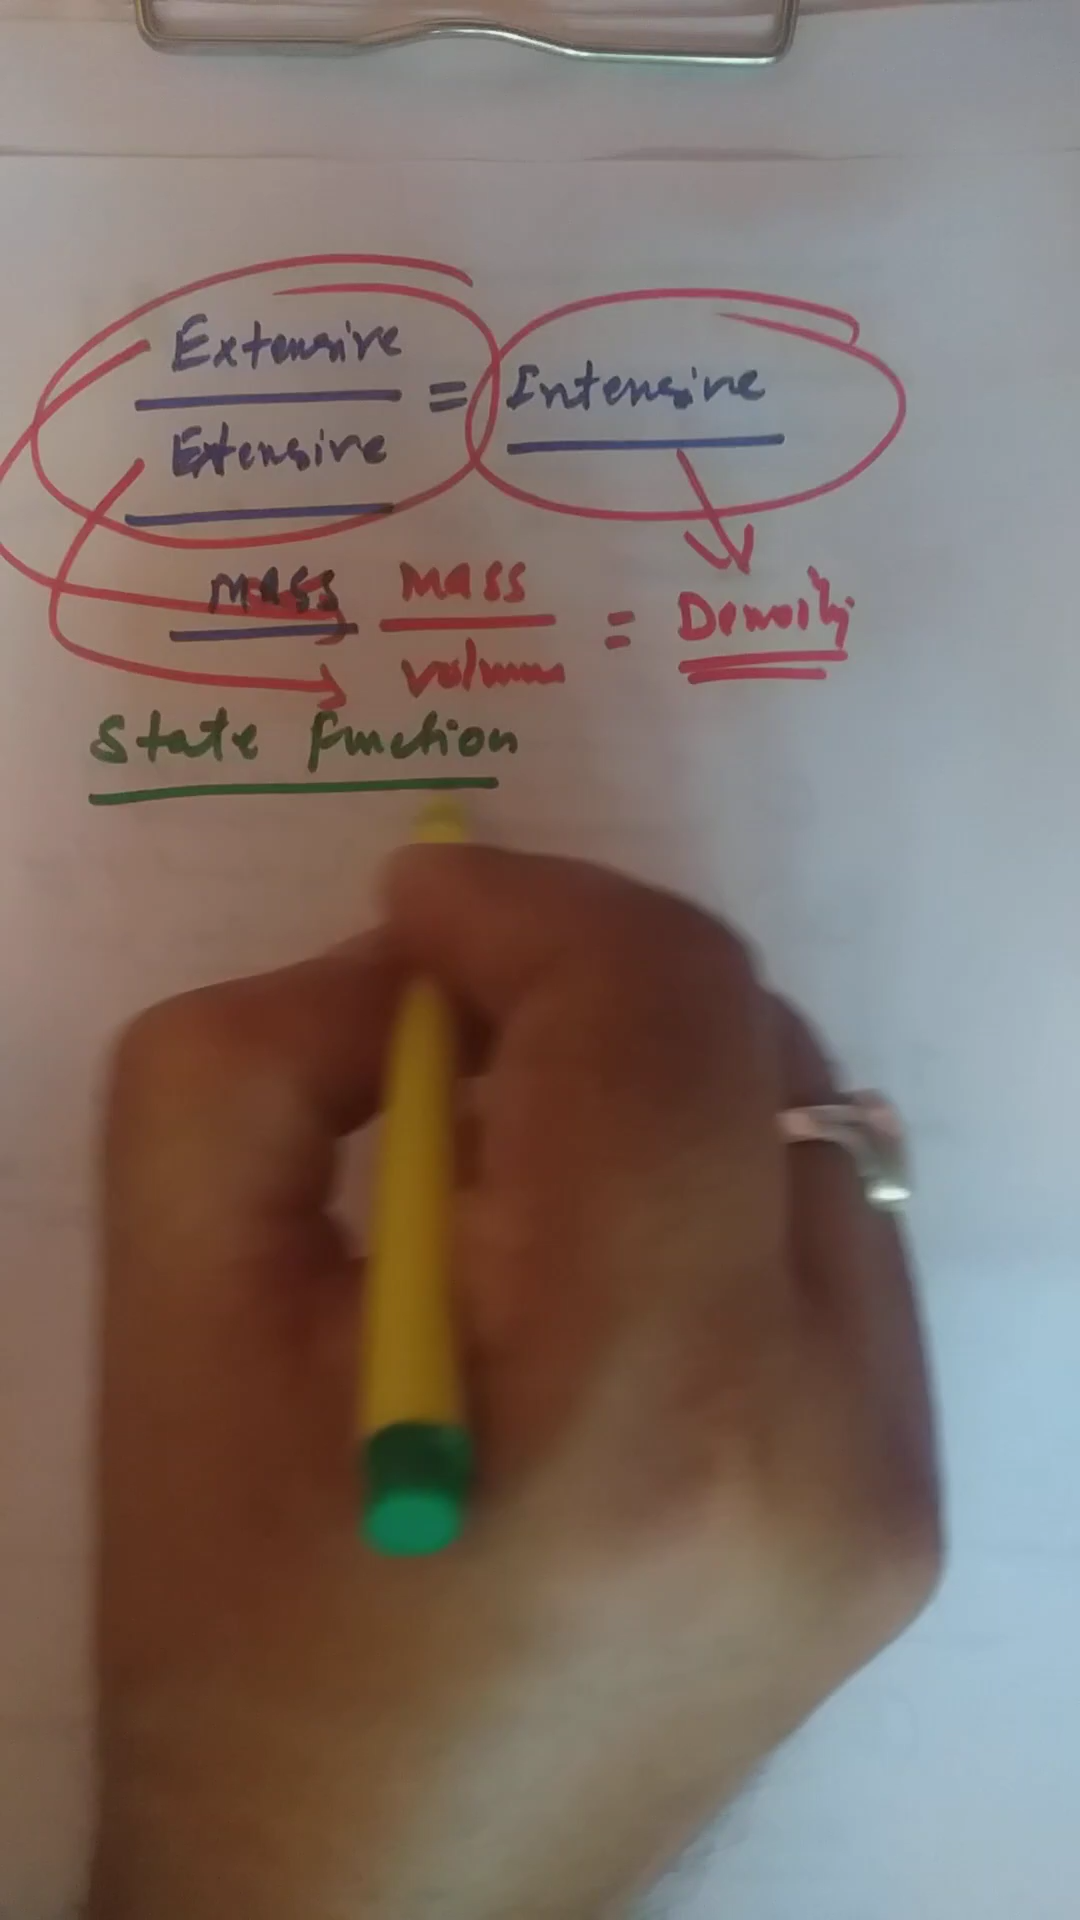 Extensive
Extensive
= Intensive
mass
mass
volume
= Density
State function